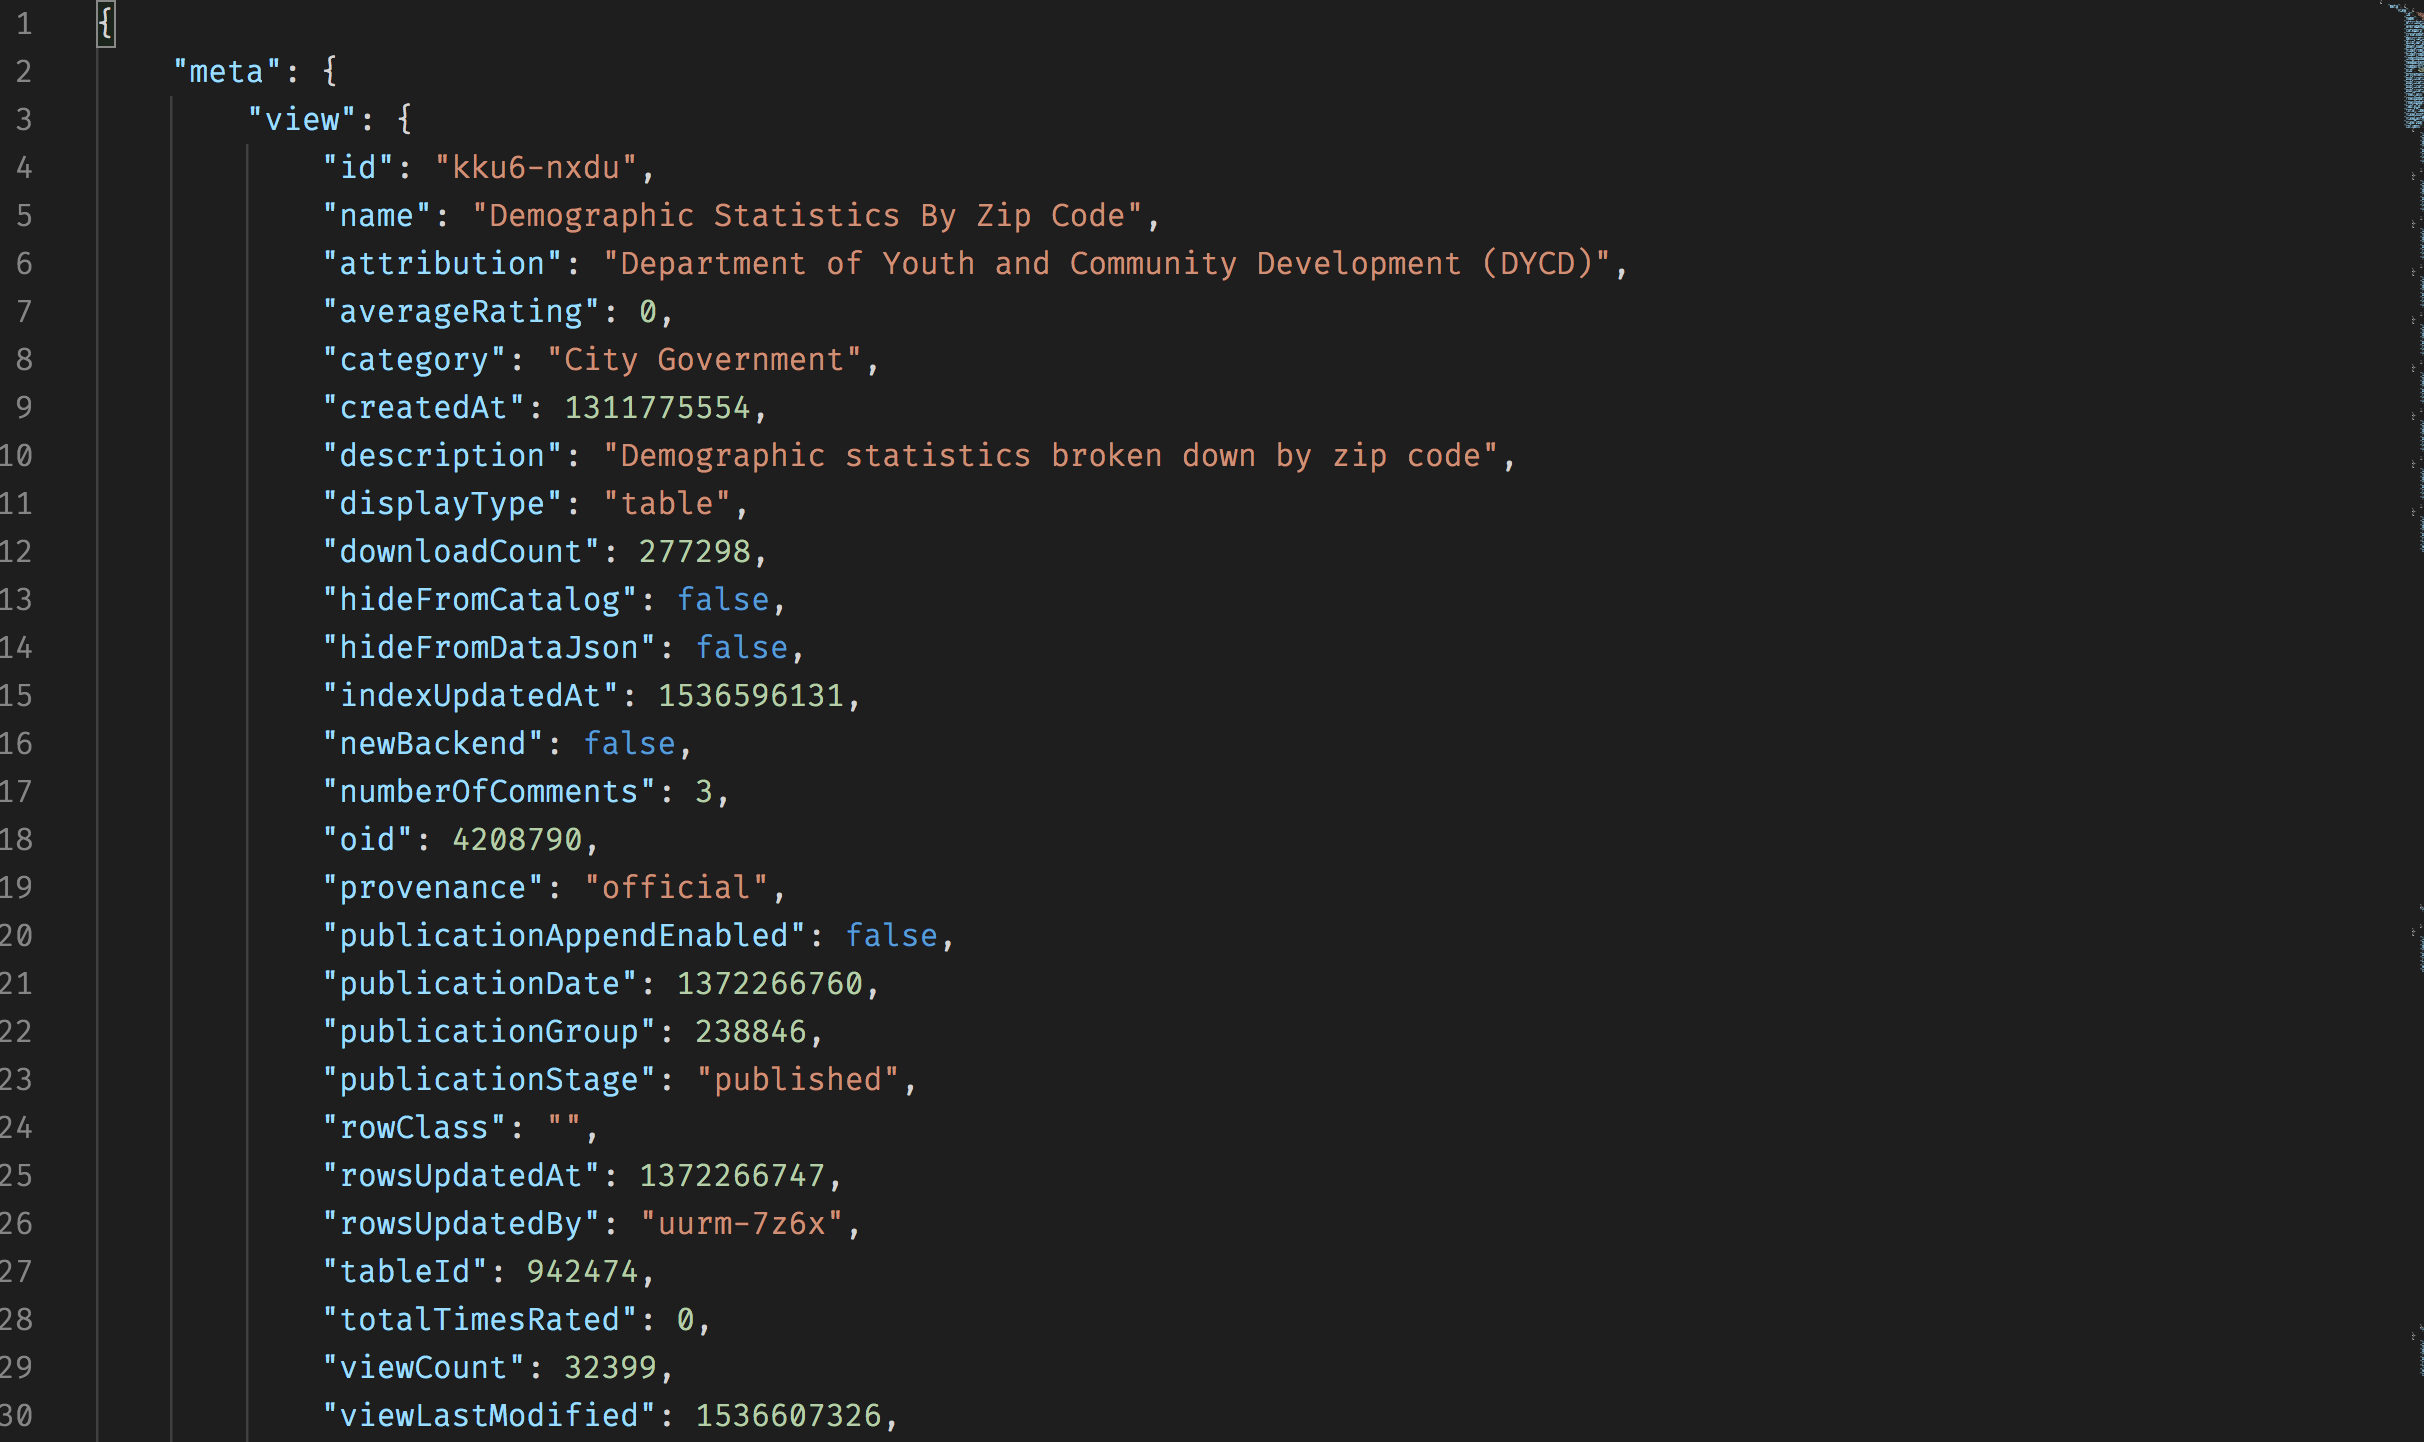 1 {
2 "meta": {
3 "view": {
4 "id": "kku6-nxdu",
5 "name": "Demographic Statistics By Zip Code",
6 "attribution": "Department of Youth and Community Development (DYCD)",
7 "averageRating": 0,
8 "category": "City Government",
9 "createdAt": 1311775554,
10 "description": "Demographic statistics broken down by zip code",
11 "displayType": "table",
12 "downloadCount": 277298,
13 "hideFromCatalog": false,
14 "hideFromDataJson": false,
15 "indexUpdatedAt": 1536596131,
16 "newBackend": false,
17 "numberOfComments": 3,
18 "oid": 4208790,
19 "provenance": "official",
20 "publicationAppendEnabled": false,
21 "publicationDate": 1372266760,
22 "publicationGroup": 238846,
23 "publicationStage": "published",
24 "rowClass": "",
25 "rowsUpdatedAt": 1372266747,
26 "rowsUpdatedBy": "uurm-7z6x",
27 "tableId": 942474,
28 "totalTimesRated": 0,
29 "viewCount": 32399,
30 "viewLastModified": 1536607326,